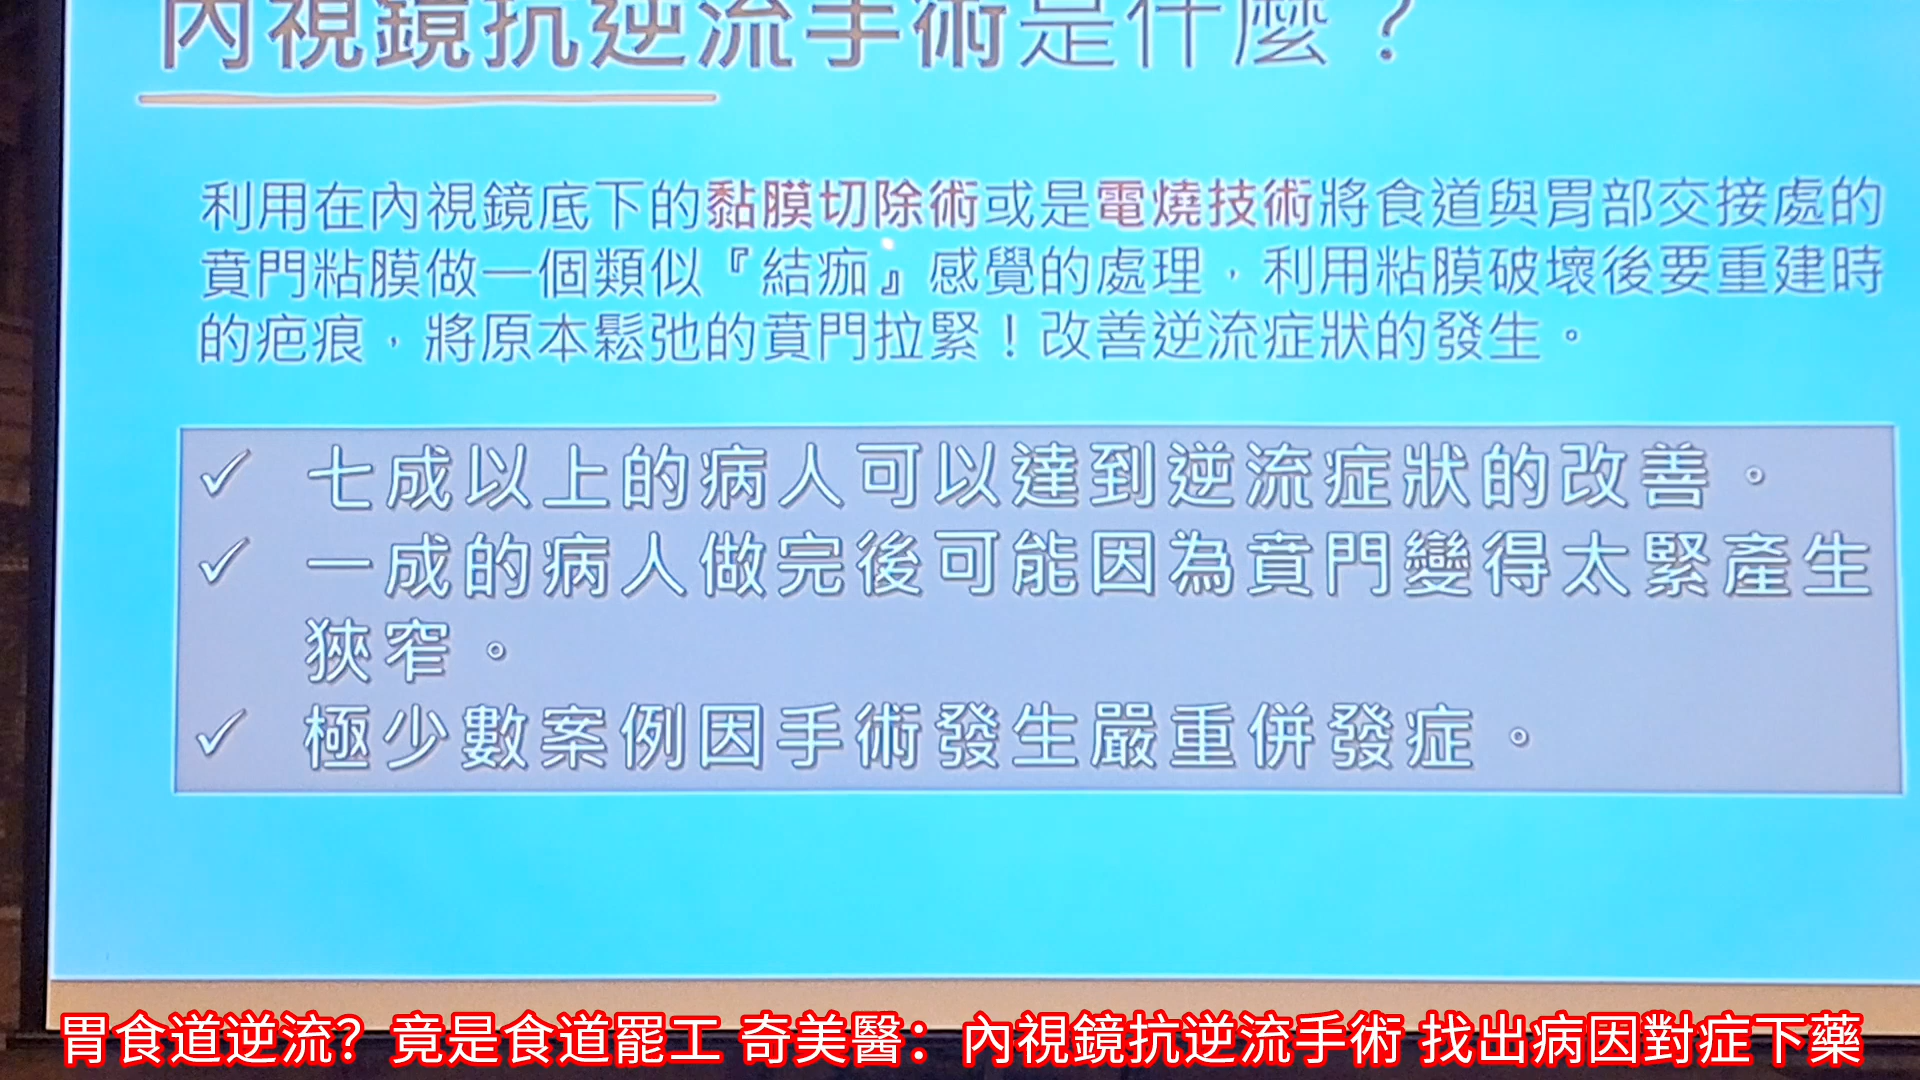 內視鏡抗逆流手術是什麼？
利用在內視鏡底下的黏膜切除術或是電燒技術將食道與胃部交接處的
賁門粘膜做一個類似『結痂』感覺的處理，利用粘膜破壞後要重建時
的疤痕，將原本鬆弛的賁門拉緊！改善逆流症狀的發生。
✓ 七成以上的病人可以達到逆流症狀的改善。
✓ 一成的病人做完後可能因為賁門變得太緊產生
狹窄。
✓ 極少數案例因手術發生嚴重併發症。
胃食道逆流？竟是食道罷工 奇美醫：內視鏡抗逆流手術 找出病因對症下藥